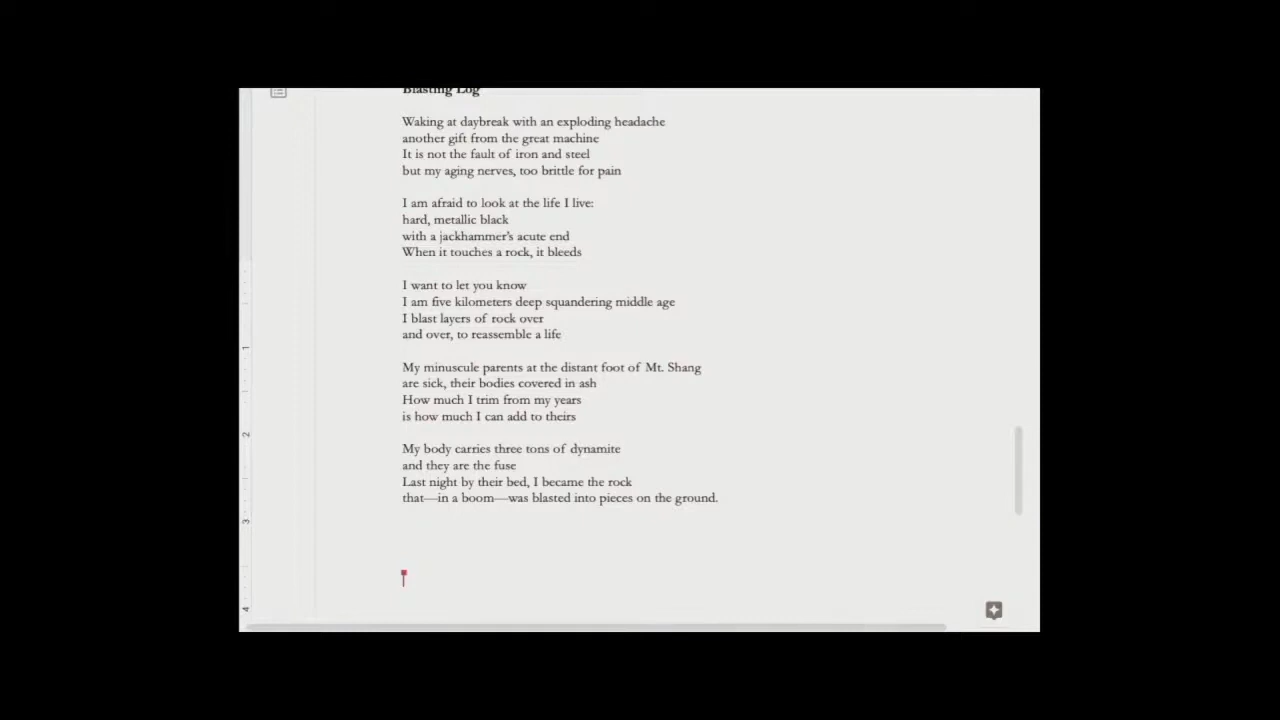 Blasting Log
Waking at daybreak with an exploding headache
another gift from the great machine
It is not the fault of iron and steel
but my aging nerves, too brittle for pain
I am afraid to look at the life I live:
hard, metallic black
with a jackhammer's acute end
When it touches a rock, it bleeds
I want to let you know
I am five kilometers deep squandering middle age
I blast layers of rock over
and over, to reassemble a life
My minuscule parents at the distant foot of Mt. Shang
are sick, their bodies covered in ash
How much I trim from my years
is how much I can add to theirs
My body carries three tons of dynamite
and they are the fuse
Last night by their bed, I became the rock
that—in a boom—was blasted into pieces on the ground.
1
2
3
4